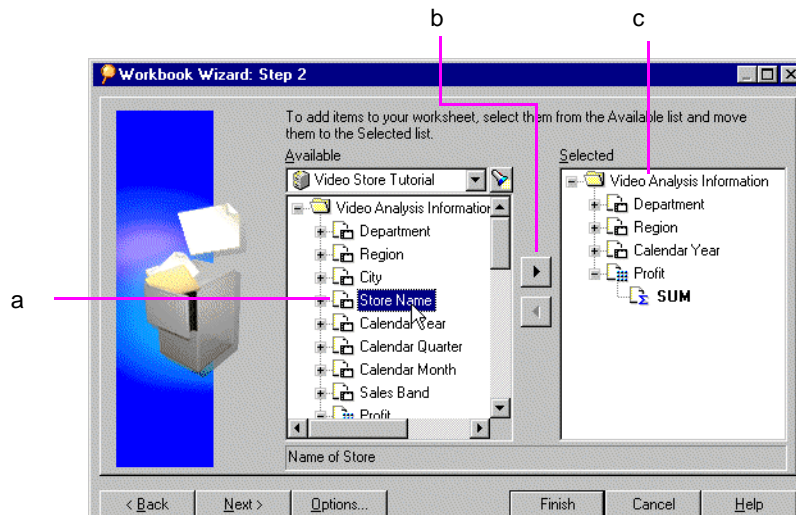 b
c
Workbook Wizard: Step 2
To add items to your worksheet, select them from the Available list and move
them to the Selected list.
Available
Selected
Video Store Tutorial
Video Analysis Information
Department
Region
City
Store Name
Calendar Year
Calendar Quarter
Calendar Month
Sales Band
Profit
a
Video Analysis Information
Department
Region
Calendar Year
Profit
SUM
Name of Store
< Back
Next >
Options...
Finish
Cancel
Help